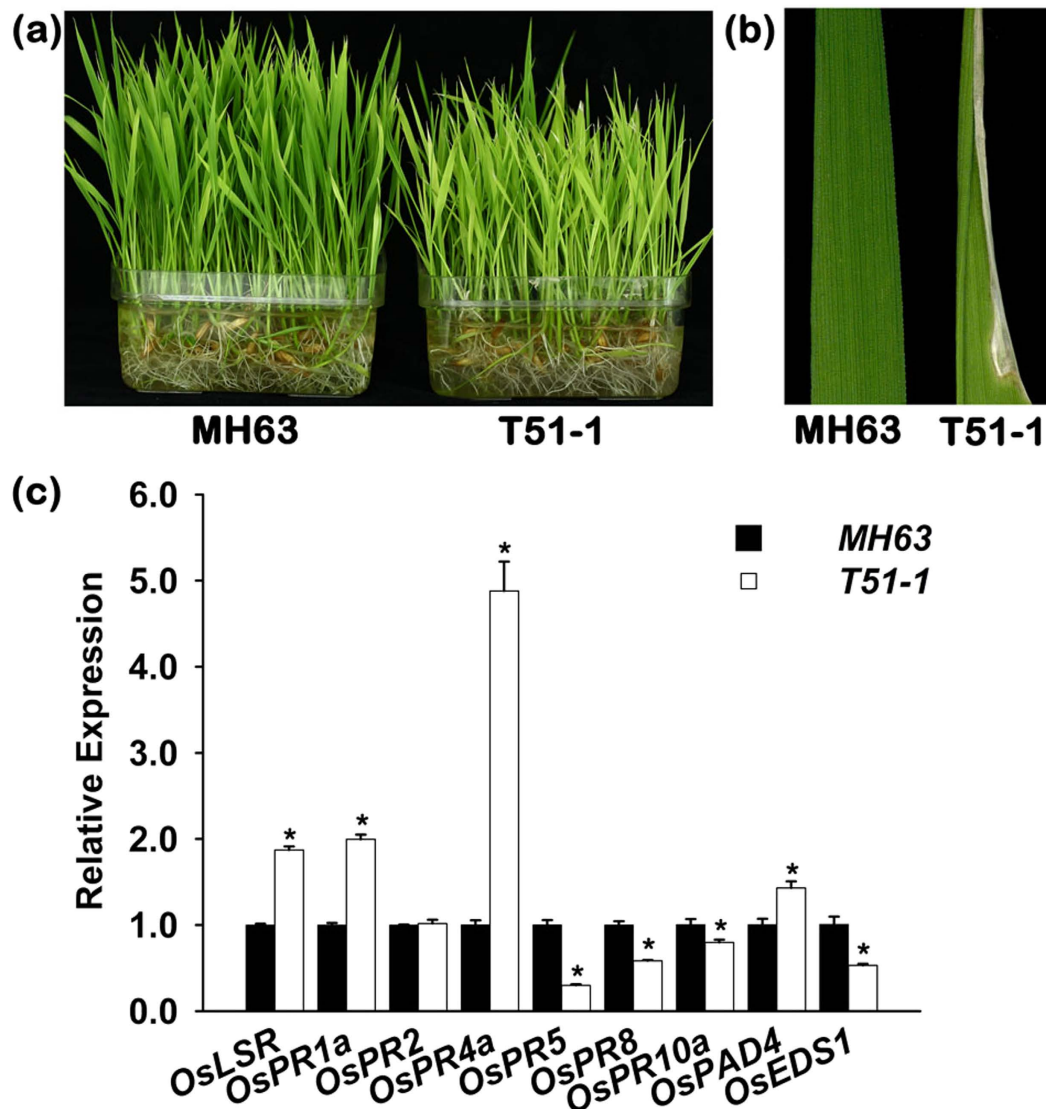 (a)
(b)
MH63
T51-1
MH63
T51-1
(c)
Relative Expression
6.0
5.0
4.0
3.0
2.0
1.0
0.0
MH63
T51-1
*
*
*
*
*
*
*
*
OsLSR
OsPR1a
OsPR2
OsPR4a
OsPR5
OsPR8
OsPR10a
OsPAD4
OsEDS1